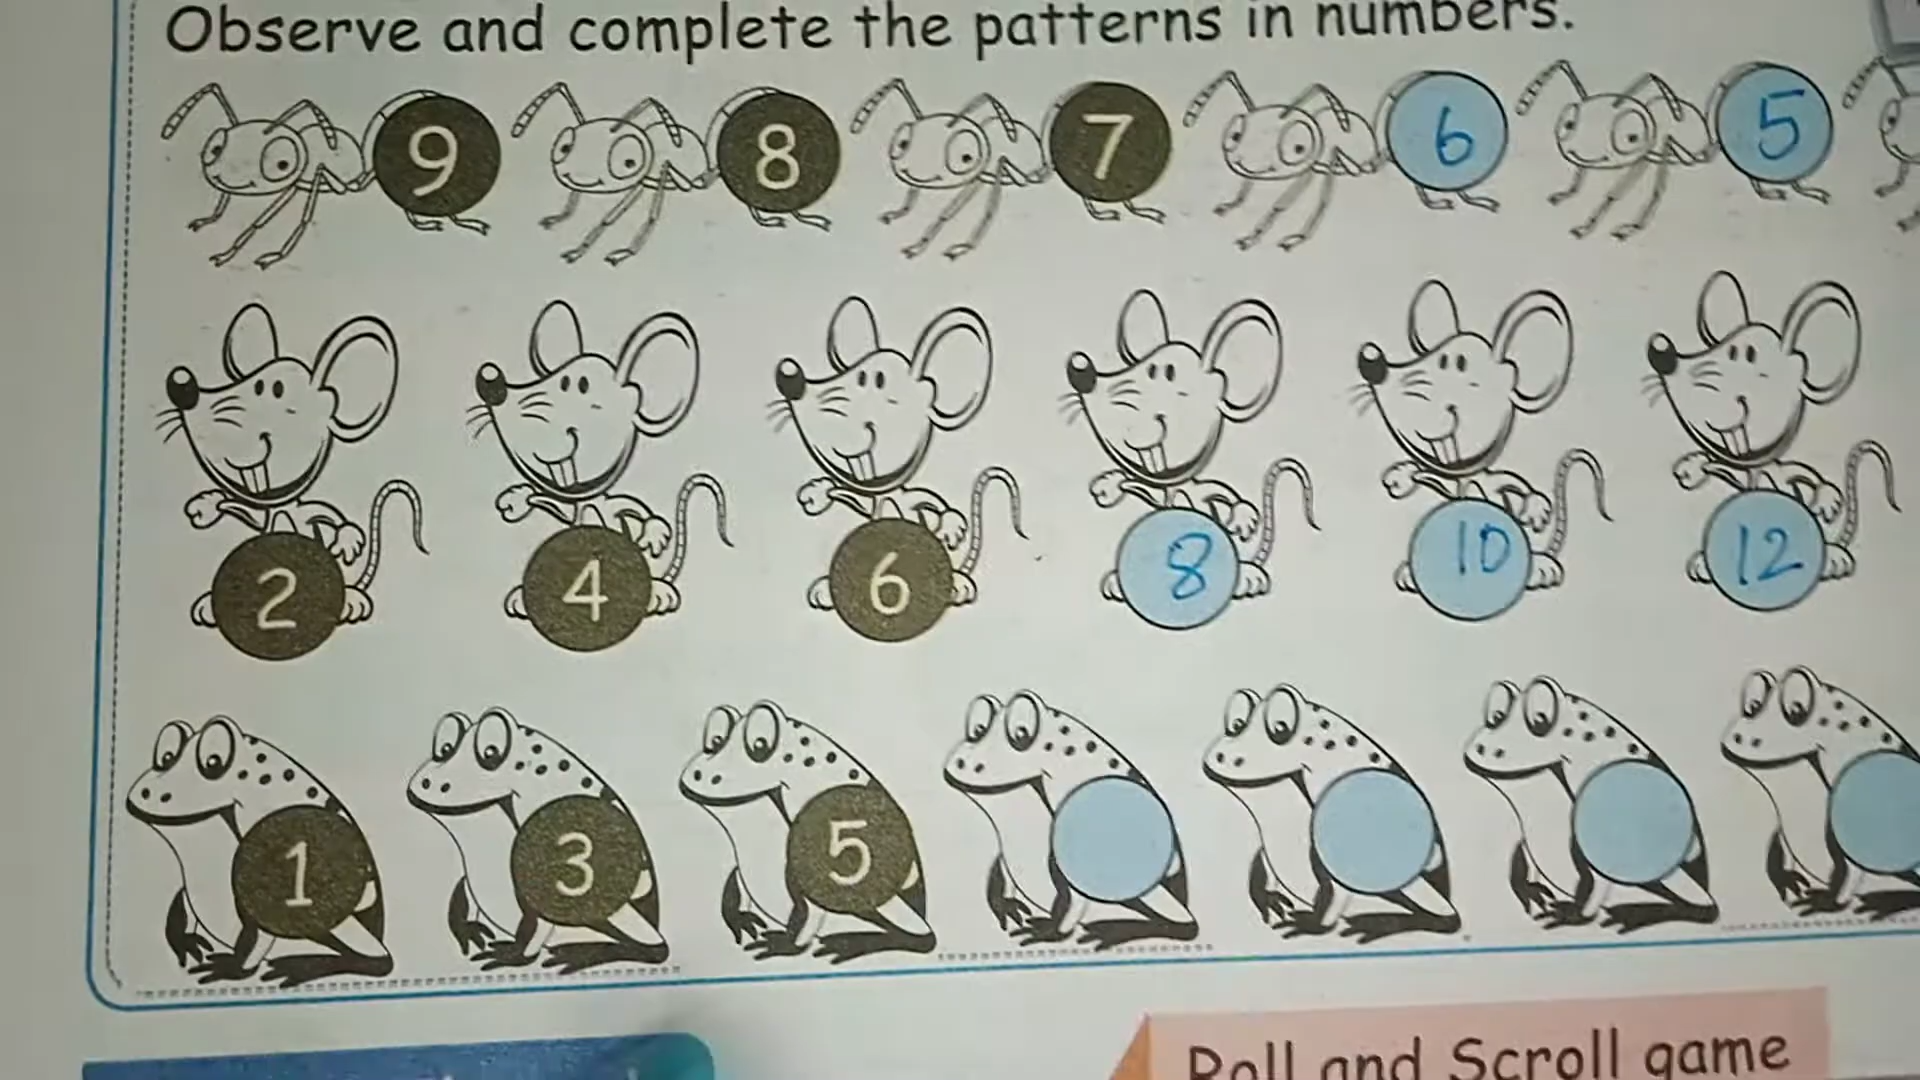 Observe and complete the patterns in numbers.
9 8 7 6 5
2 4 6 8 10 12
1 3 5
Roll and Scroll game